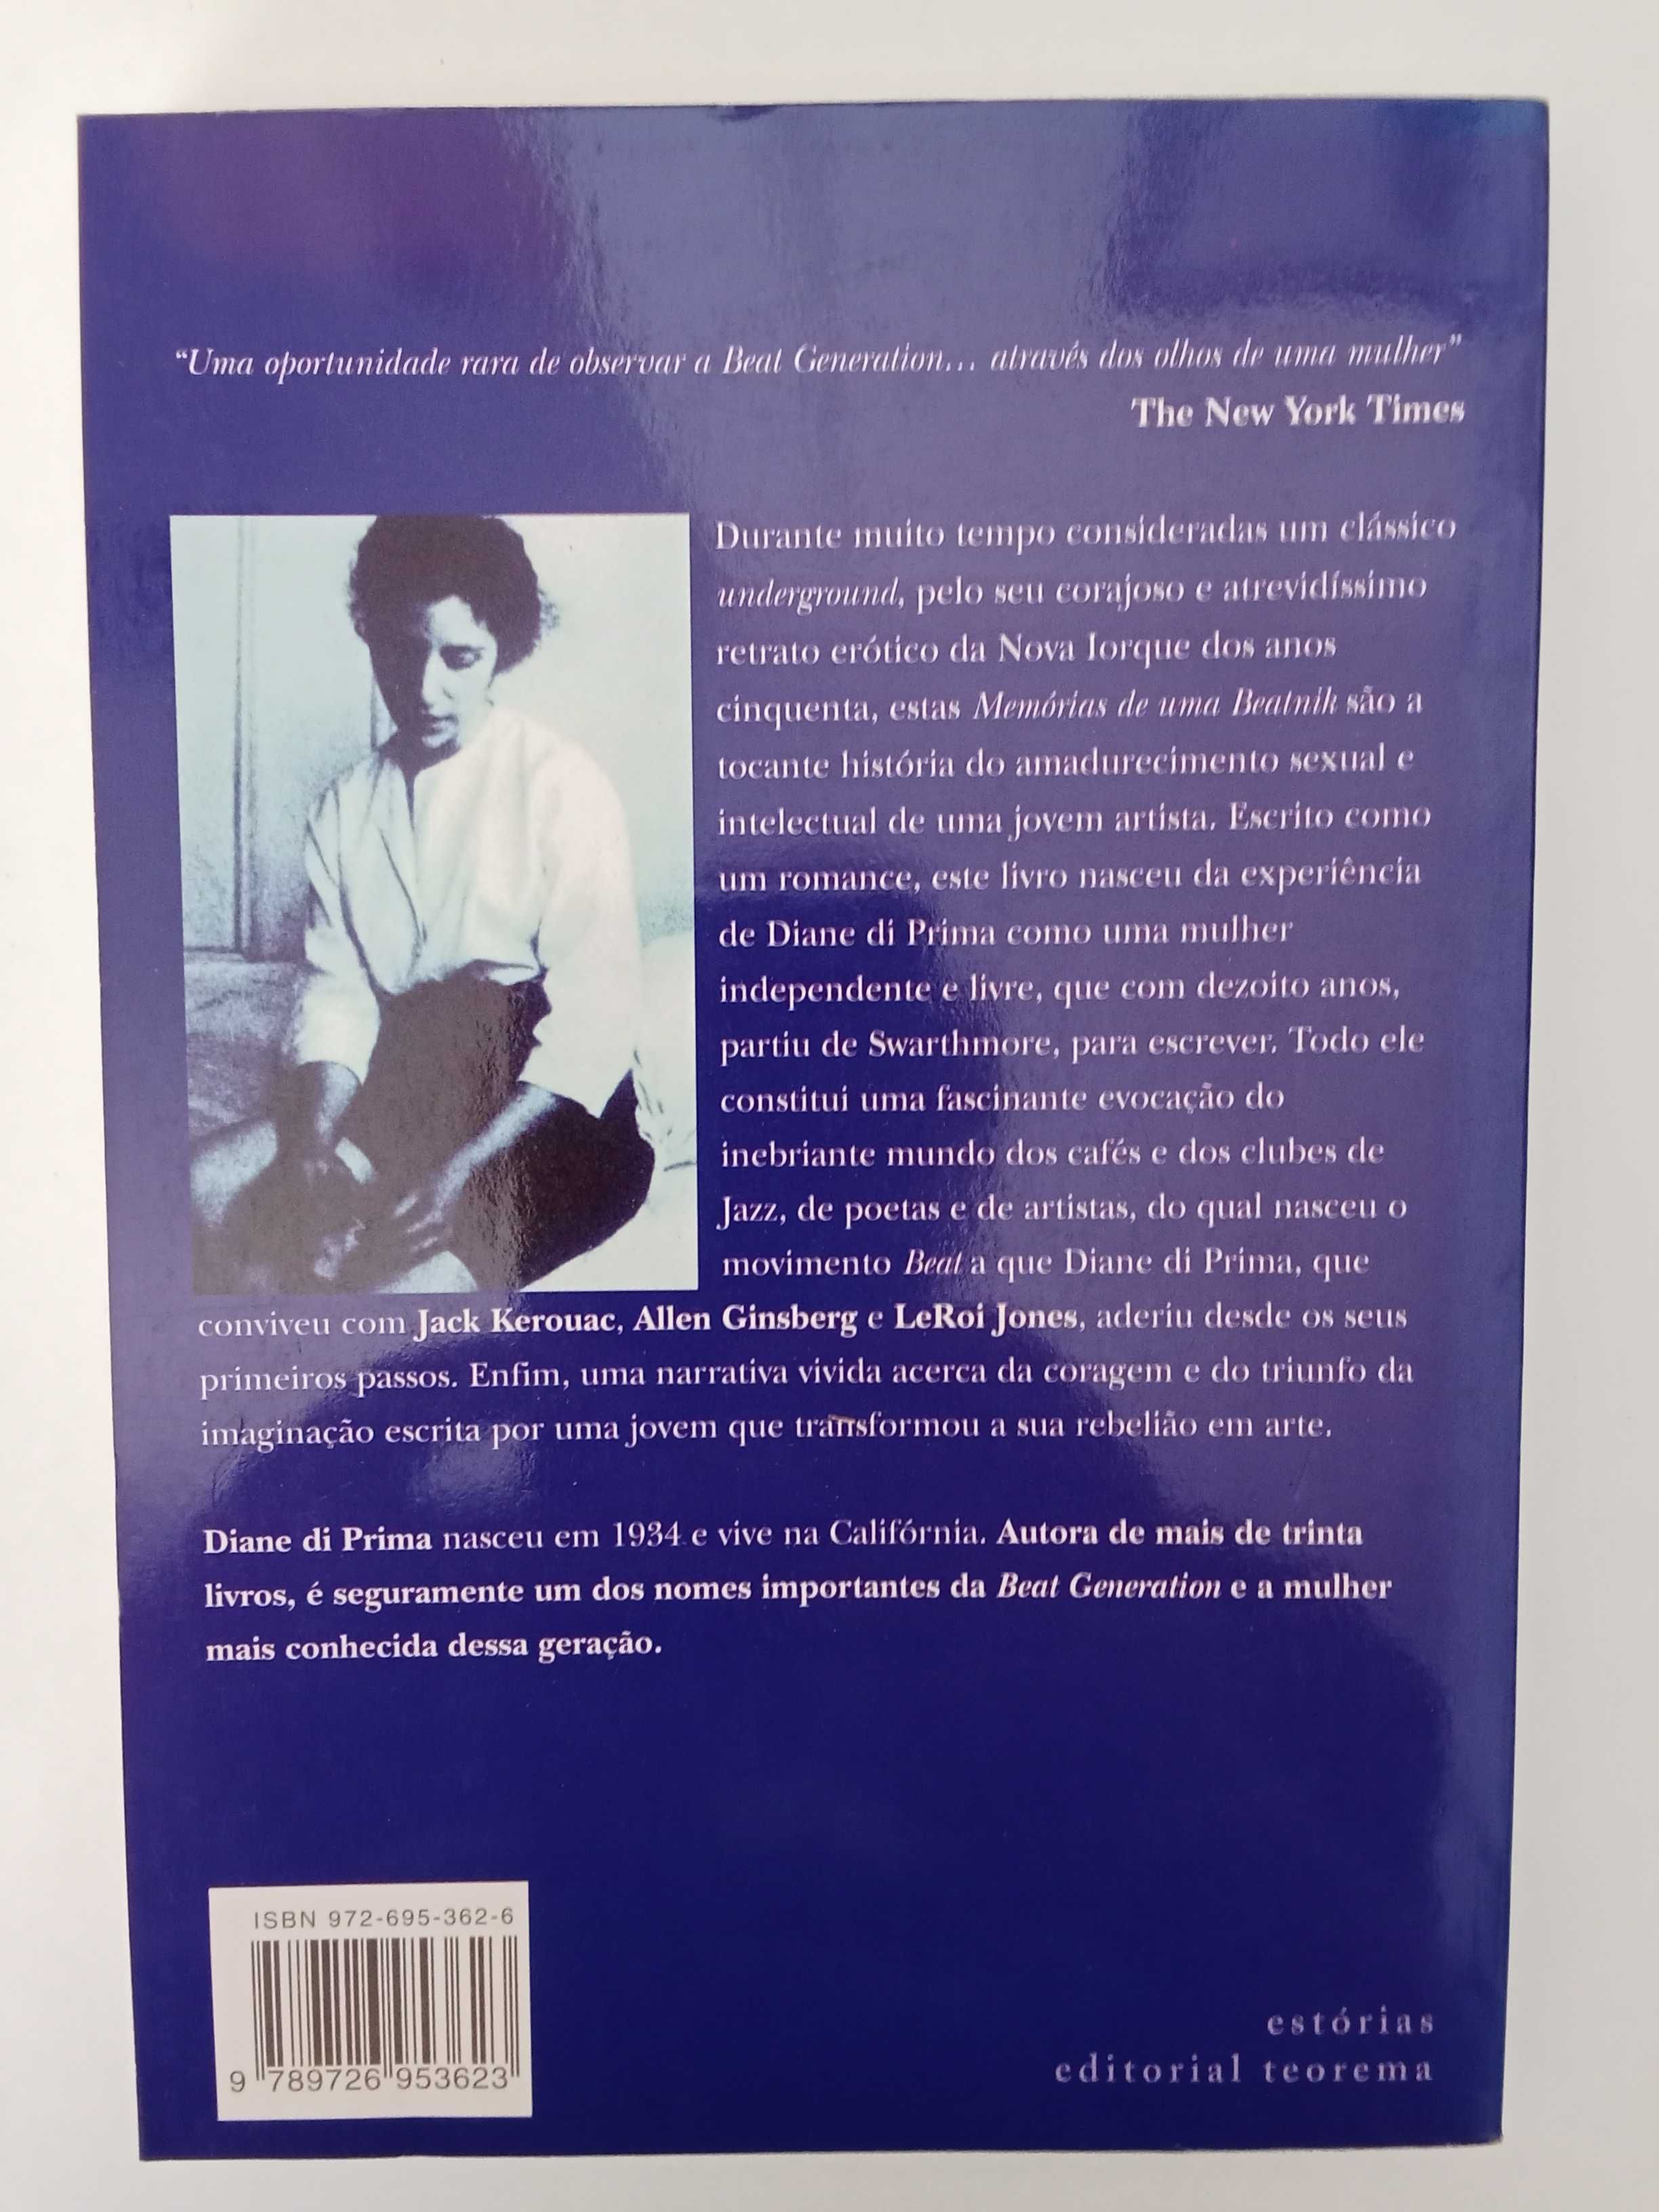 “Uma oportunidade rara de observar a Beat Generation... através dos olhos de uma mulher”
The New York Times
Durante muito tempo consideradas um clássico
underground, pelo seu corajoso e atrevidíssimo
retrato erótico da Nova Iorque dos anos
cinquenta, estas Memórias de uma Beatnik são a
tocante história do amadurecimento sexual e
intelectual de uma jovem artista. Escrito como
um romance, este livro nasceu da experiência
de Diane di Prima como uma mulher
independente e livre, que com dezoito anos,
partiu de Swarthmore, para escrever. Todo ele
constitui uma fascinante evocação do
inebriante mundo dos cafés e dos clubes de
Jazz, de poetas e de artistas, do qual nasceu o
movimento Beat a que Diane di Prima, que
conviveu com Jack Kerouac, Allen Ginsberg e LeRoi Jones, aderiu desde os seus
primeiros passos. Enfim, uma narrativa vivida acerca da coragem e do triunfo da
imaginação escrita por uma jovem que transformou a sua rebelião em arte.
Diane di Prima nasceu em 1934 e vive na Califórnia. Autora de mais de trinta
livros, é seguramente um dos nomes importantes da Beat Generation e a mulher
mais conhecida dessa geração.
ISBN 972-695-362-6
9 789726 953623
estórias
editorial teorema